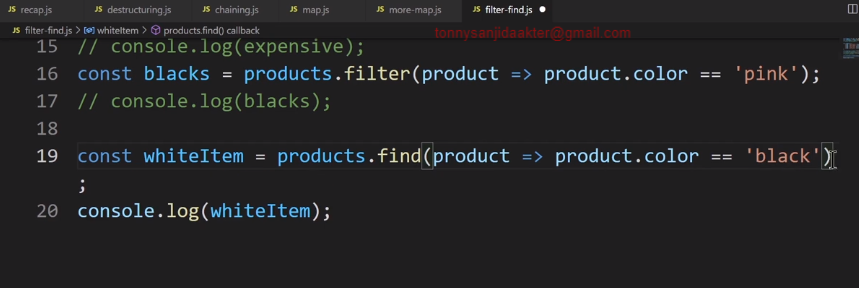 JS recap.js JS destructuring.js JS chaining.js JS map.js JS more-map.js JS filter-find.js
JS filter-find.js > whiteItem > products.find() callback
tonnysanjidaakter@gmail.com
15 // console.log(expensive);
16 const blacks = products.filter(product => product.color == 'pink');
17 // console.log(blacks);
18
19 const whiteItem = products.find(product => product.color == 'black')
;
20 console.log(whiteItem);